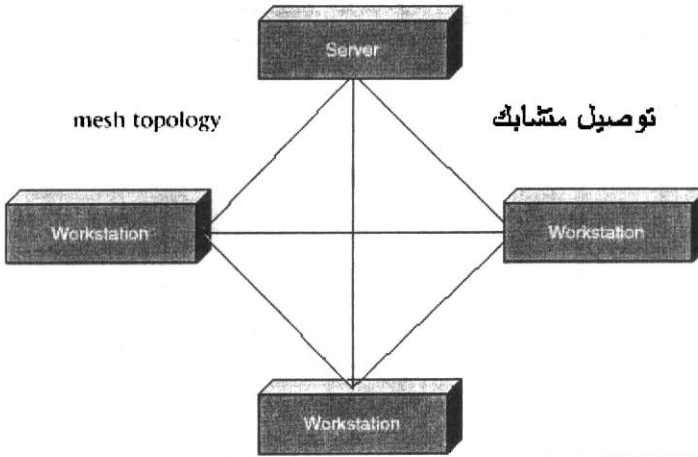 Server
mesh topology
توصيل متشابك
Workstation
Workstation
Workstation